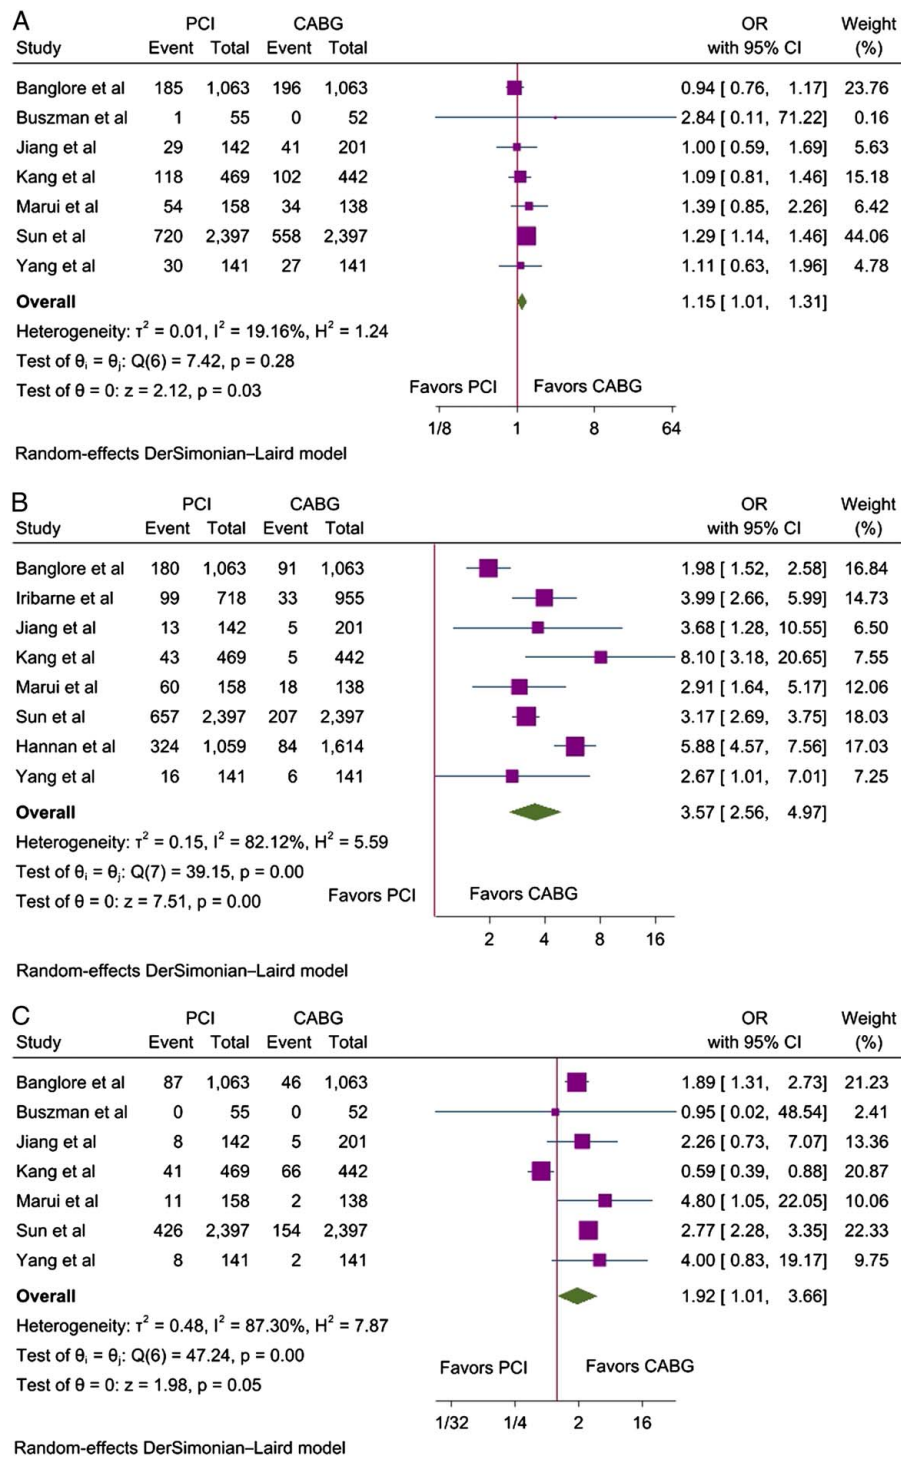 A
PCI CABG OR Weight
Study Event Total Event Total with 95% CI (%)
Banglore et al 185 1,063 196 1,063 0.94 [ 0.76, 1.17] 23.76
Buszman et al 1 55 0 52 2.84 [ 0.11, 71.22] 0.16
Jiang et al 29 142 41 201 1.00 [ 0.59, 1.69] 5.63
Kang et al 118 469 102 442 1.09 [ 0.81, 1.46] 15.18
Marui et al 54 158 34 138 1.39 [ 0.85, 2.26] 6.42
Sun et al 720 2,397 558 2,397 1.29 [ 1.14, 1.46] 44.06
Yang et al 30 141 27 141 1.11 [ 0.63, 1.96] 4.78
Overall 1.15 [ 1.01, 1.31]
Heterogeneity: τ² = 0.01, I² = 19.16%, H² = 1.24
Test of θᵢ = θⱼ: Q(6) = 7.42, p = 0.28
Test of θ = 0: z = 2.12, p = 0.03
Favors PCI Favors CABG
1/8 1 8 64
Random-effects DerSimonian–Laird model
B
PCI CABG OR Weight
Study Event Total Event Total with 95% CI (%)
Banglore et al 180 1,063 91 1,063 1.98 [ 1.52, 2.58] 16.84
Iribarne et al 99 718 33 955 3.99 [ 2.66, 5.99] 14.73
Jiang et al 13 142 5 201 3.68 [ 1.28, 10.55] 6.50
Kang et al 43 469 5 442 8.10 [ 3.18, 20.65] 7.55
Marui et al 60 158 18 138 2.91 [ 1.64, 5.17] 12.06
Sun et al 657 2,397 207 2,397 3.17 [ 2.69, 3.75] 18.03
Hannan et al 324 1,059 84 1,614 5.88 [ 4.57, 7.56] 17.03
Yang et al 16 141 6 141 2.67 [ 1.01, 7.01] 7.25
Overall 3.57 [ 2.56, 4.97]
Heterogeneity: τ² = 0.15, I² = 82.12%, H² = 5.59
Test of θᵢ = θⱼ: Q(7) = 39.15, p = 0.00
Test of θ = 0: z = 7.51, p = 0.00
Favors PCI Favors CABG
2 4 8 16
Random-effects DerSimonian–Laird model
C
PCI CABG OR Weight
Study Event Total Event Total with 95% CI (%)
Banglore et al 87 1,063 46 1,063 1.89 [ 1.31, 2.73] 21.23
Buszman et al 0 55 0 52 0.95 [ 0.02, 48.54] 2.41
Jiang et al 8 142 5 201 2.26 [ 0.73, 7.07] 13.36
Kang et al 41 469 66 442 0.59 [ 0.39, 0.88] 20.87
Marui et al 11 158 2 138 4.80 [ 1.05, 22.05] 10.06
Sun et al 426 2,397 154 2,397 2.77 [ 2.28, 3.35] 22.33
Yang et al 8 141 2 141 4.00 [ 0.83, 19.17] 9.75
Overall 1.92 [ 1.01, 3.66]
Heterogeneity: τ² = 0.48, I² = 87.30%, H² = 7.87
Test of θᵢ = θⱼ: Q(6) = 47.24, p = 0.00
Test of θ = 0: z = 1.98, p = 0.05
Favors PCI Favors CABG
1/32 1/4 2 16
Random-effects DerSimonian–Laird model